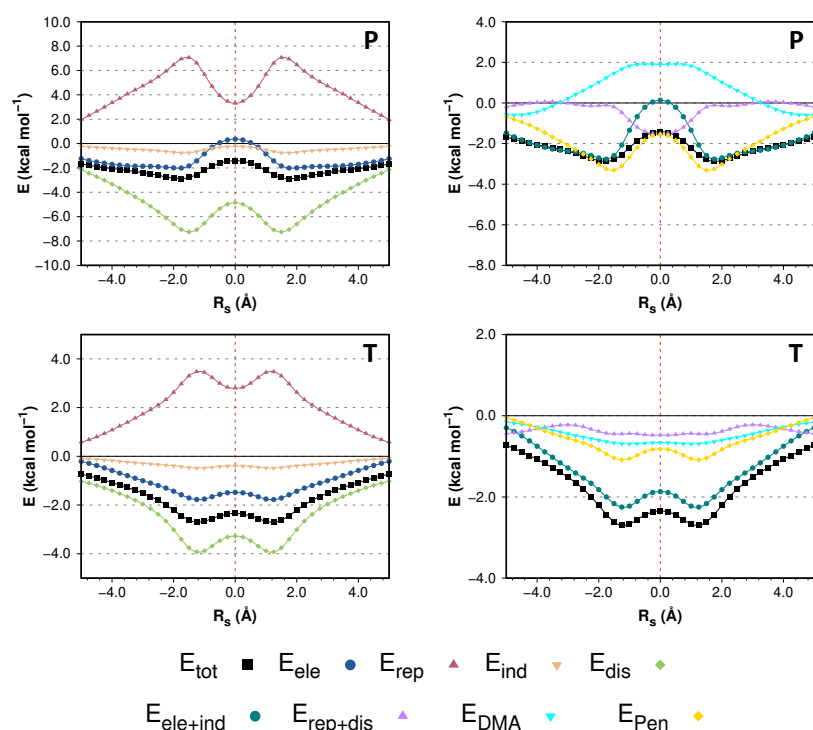 P
10.0
8.0
6.0
4.0
2.0
0.0
−2.0
−4.0
−6.0
−8.0
−10.0
E (kcal mol−1)
−4.0 −2.0 0.0 2.0 4.0
Rs (Å)
P
4.0
2.0
0.0
−2.0
−4.0
−6.0
−8.0
E (kcal mol−1)
−4.0 −2.0 0.0 2.0 4.0
Rs (Å)
T
4.0
2.0
0.0
−2.0
−4.0
E (kcal mol−1)
−4.0 −2.0 0.0 2.0 4.0
Rs (Å)
T
2.0
0.0
−2.0
−4.0
E (kcal mol−1)
−4.0 −2.0 0.0 2.0 4.0
Rs (Å)
Etot Eele Erep Eind Edis
Eele+ind Erep+dis EDMA EPen